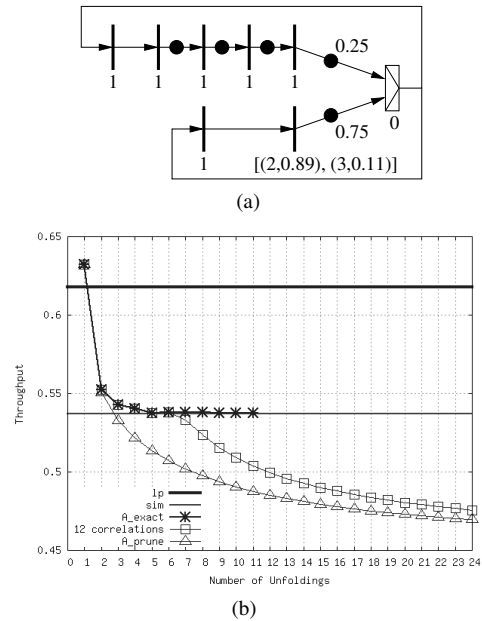 0.25
1 1 1 1 1
0.75 0
1 [(2,0.89), (3,0.11)]
(a)
0.65
0.6
0.55
0.5
0.45
Throughput
lp
sim
A_exact
12 correlations
A_prune
0 1 2 3 4 5 6 7 8 9 10 11 12 13 14 15 16 17 18 19 20 21 22 23 24
Number of Unfoldings
(b)